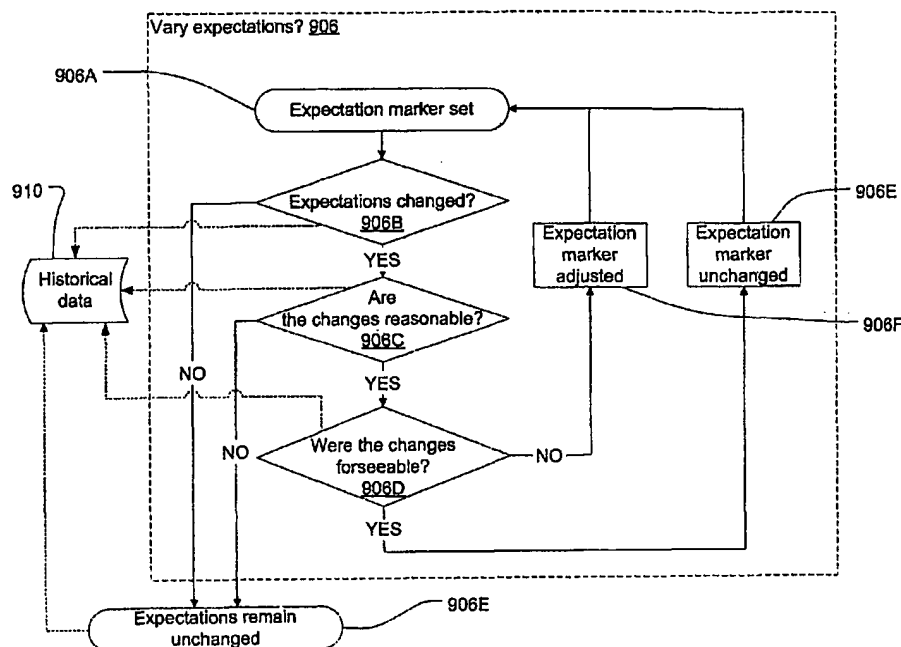 Vary expectations? 906
906A
Expectation marker set
910
Expectations changed?
906B
906E
Expectation
marker
adjusted
Expectation
marker
unchanged
Historical
data
YES
Are
the changes reasonable?
906C
906F
NO
YES
NO
Were the changes
forseeable?
906D
NO
YES
906E
Expectations remain
unchanged